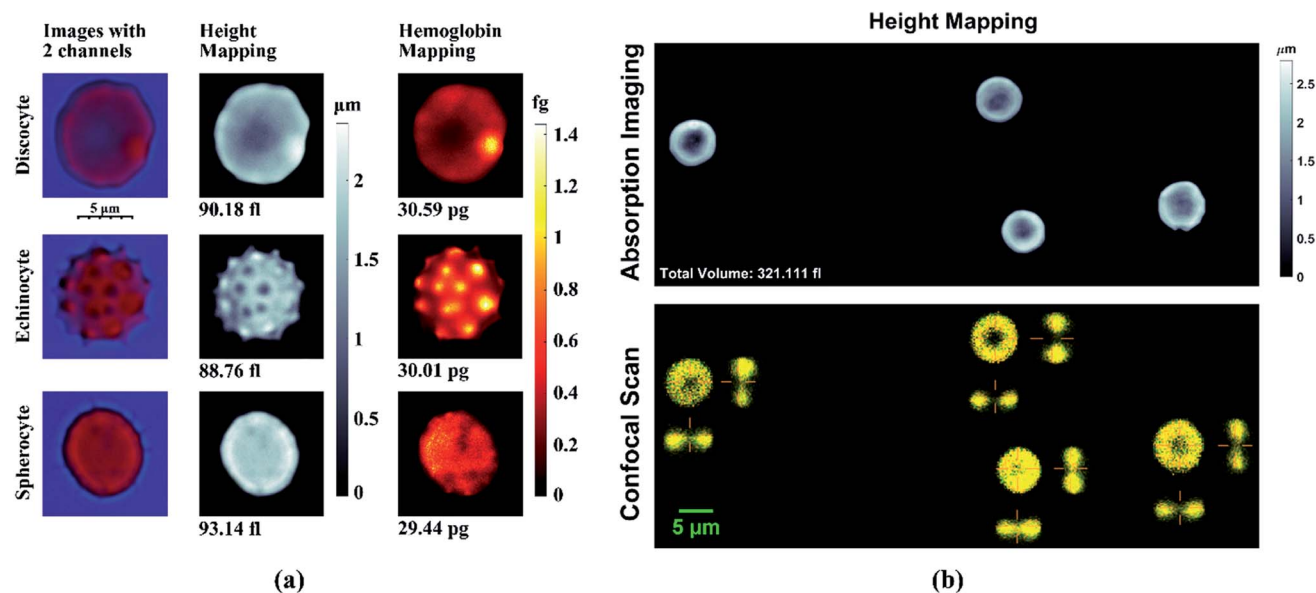 (a)
Images with
2 channels
Height
Mapping
Hemoglobin
Mapping
Discocyte
5 µm
90.18 fl
30.59 pg
Echinocyte
88.76 fl
30.01 pg
Spherocyte
93.14 fl
29.44 pg
µm
2
1.5
1
0.5
0
fg
1.4
1.2
1
0.8
0.6
0.4
0.2
0
(a)
Height Mapping
Absorption Imaging
Total Volume: 321.111 fl
µm
2.5
2
1.5
1
0.5
0
Confocal Scan
5 µm
(b)